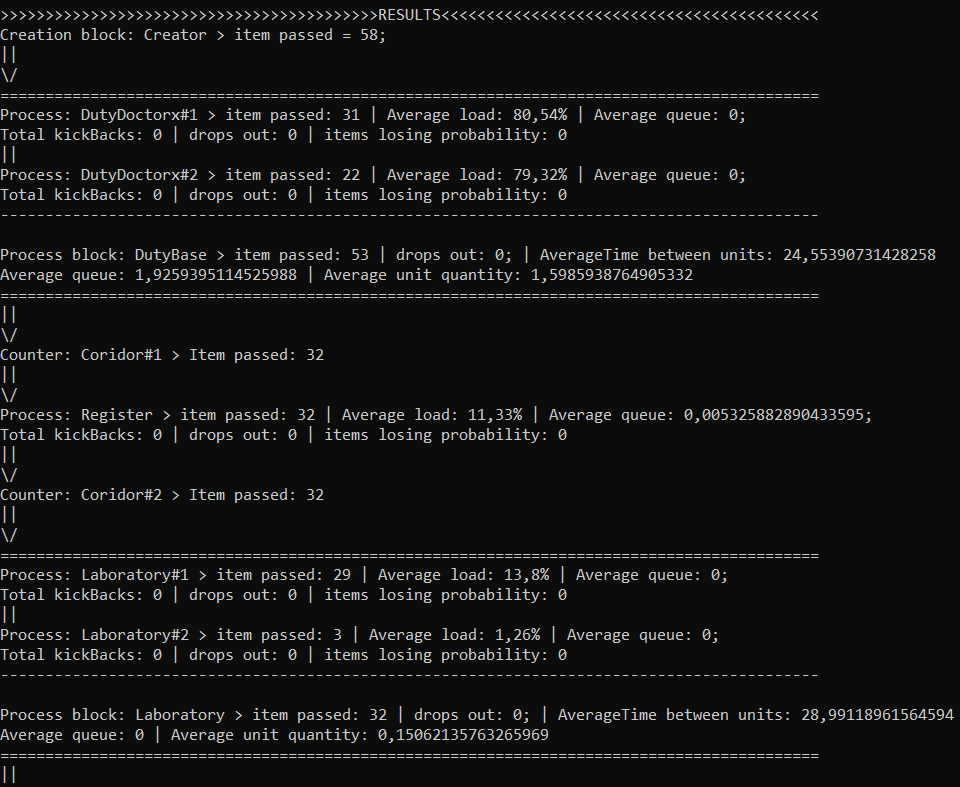 >>>>>>>>>>>>>>>>>>>>>>>>>>>>>>>>>>>>>>>>>>RESULTS<<<<<<<<<<<<<<<<<<<<<<<<<<<<<<<<<<<<<<<<<<
Creation block: Creator > item passed = 58;
||
\/
===========================================================================================
Process: DutyDoctorx#1 > item passed: 31 | Average load: 80,54% | Average queue: 0;
Total kickBacks: 0 | drops out: 0 | items losing probability: 0
||
Process: DutyDoctorx#2 > item passed: 22 | Average load: 79,32% | Average queue: 0;
Total kickBacks: 0 | drops out: 0 | items losing probability: 0
-------------------------------------------------------------------------------------------
Process block: DutyBase > item passed: 53 | drops out: 0; | AverageTime between units: 24,55390731428258
Average queue: 1,9259395114525988 | Average unit quantity: 1,5985938764905332
===========================================================================================
||
\/
Counter: Coridor#1 > Item passed: 32
||
\/
Process: Register > item passed: 32 | Average load: 11,33% | Average queue: 0,005325882890433595;
Total kickBacks: 0 | drops out: 0 | items losing probability: 0
||
\/
Counter: Coridor#2 > Item passed: 32
||
\/
===========================================================================================
Process: Laboratory#1 > item passed: 29 | Average load: 13,8% | Average queue: 0;
Total kickBacks: 0 | drops out: 0 | items losing probability: 0
||
Process: Laboratory#2 > item passed: 3 | Average load: 1,26% | Average queue: 0;
Total kickBacks: 0 | drops out: 0 | items losing probability: 0
-------------------------------------------------------------------------------------------
Process block: Laboratory > item passed: 32 | drops out: 0; | AverageTime between units: 28,99118961564594
Average queue: 0 | Average unit quantity: 0,15062135763265969
===========================================================================================
||